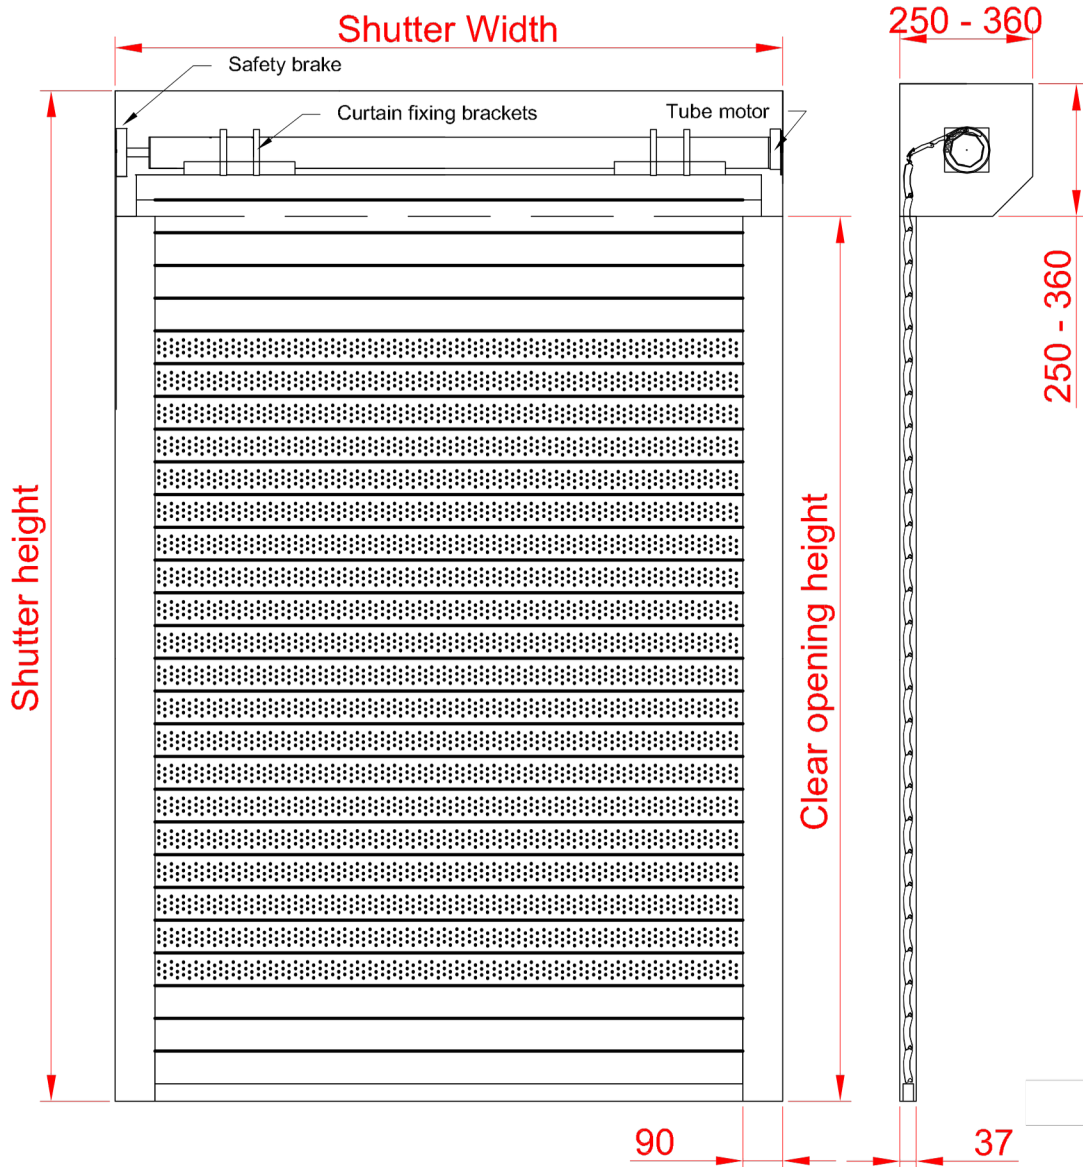 Shutter Width
250 - 360
Safety brake
Curtain fixing brackets
Tube motor
250 - 360
Shutter height
Clear opening height
90
37